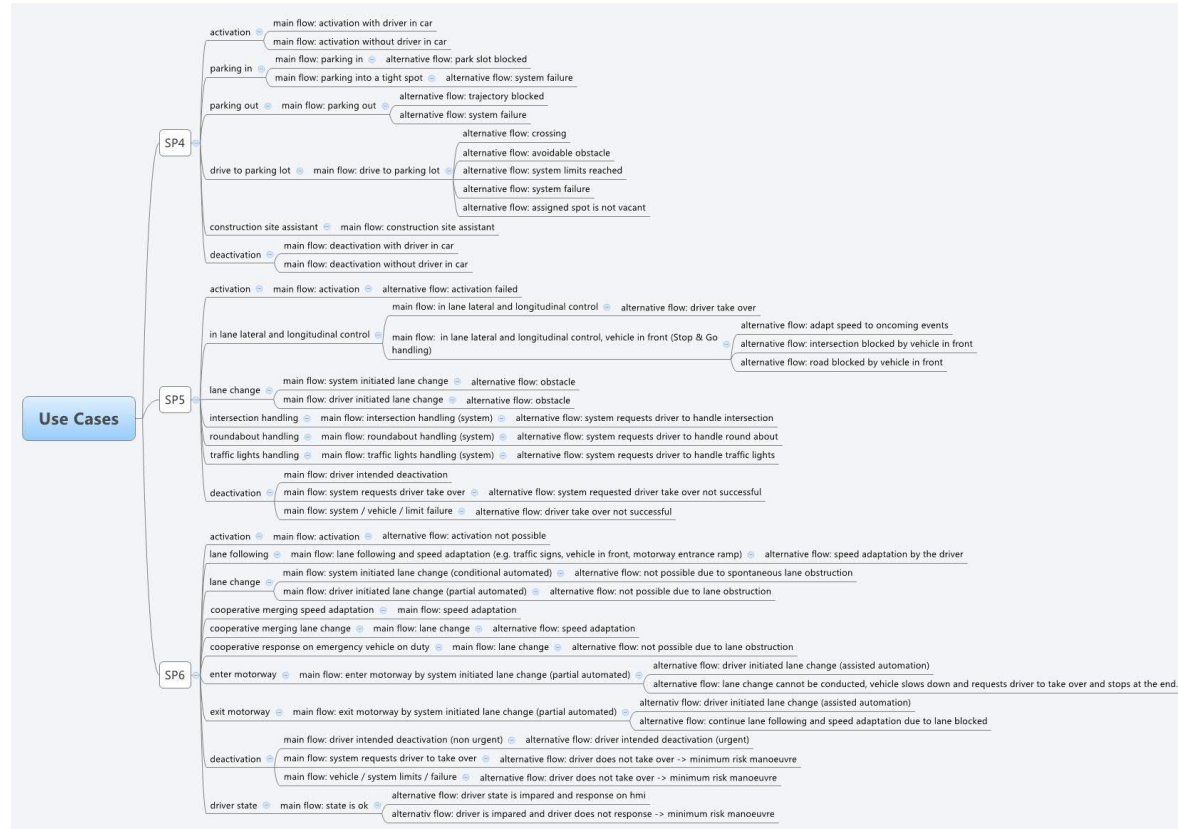 Use Cases
SP4
activation
main flow: activation with driver in car
main flow: activation without driver in car
parking in
main flow: parking in
alternative flow: park slot blocked
main flow: parking into a tight spot
alternative flow: system failure
parking out
main flow: parking out
alternative flow: trajectory blocked
alternative flow: system failure
drive to parking lot
main flow: drive to parking lot
alternative flow: crossing
alternative flow: avoidable obstacle
alternative flow: system limits reached
alternative flow: system failure
alternative flow: assigned spot is not vacant
construction site assistant
main flow: construction site assistant
deactivation
main flow: deactivation with driver in car
main flow: deactivation without driver in car
SP5
activation
main flow: activation
alternative flow: activation failed
in lane lateral and longitudinal control
main flow: in lane lateral and longitudinal control
alternative flow: driver take over
main flow: in lane lateral and longitudinal control, vehicle in front (Stop & Go
handling)
alternative flow: adapt speed to oncoming events
alternative flow: intersection blocked by vehicle in front
alternative flow: road blocked by vehicle in front
lane change
main flow: system initiated lane change
alternative flow: obstacle
main flow: driver initiated lane change
alternative flow: obstacle
intersection handling
main flow: intersection handling (system)
alternative flow: system requests driver to handle intersection
roundabout handling
main flow: roundabout handling (system)
alternative flow: system requests driver to handle round about
traffic lights handling
main flow: traffic lights handling (system)
alternative flow: system requests driver to handle traffic lights
deactivation
main flow: driver intended deactivation
main flow: system requests driver take over
alternative flow: system requested driver take over not successful
main flow: system / vehicle / limit failure
alternative flow: driver take over not successful
SP6
activation
main flow: activation
alternative flow: activation not possible
lane following
main flow: lane following and speed adaptation (e.g. traffic signs, vehicle in front, motorway entrance ramp)
alternative flow: speed adaptation by the driver
lane change
main flow: system initiated lane change (conditional automated)
alternative flow: not possible due to spontaneous lane obstruction
main flow: driver initiated lane change (partial automated)
alternative flow: not possible due to lane obstruction
cooperative merging speed adaptation
main flow: speed adaptation
cooperative merging lane change
main flow: lane change
alternative flow: speed adaptation
cooperative response on emergency vehicle on duty
main flow: lane change
alternative flow: not possible due to lane obstruction
enter motorway
main flow: enter motorway by system initiated lane change (partial automated)
alternative flow: driver initiated lane change (assisted automation)
alternative flow: lane change cannot be conducted, vehicle slows down and requests driver to take over and stops at the end.
exit motorway
main flow: exit motorway by system initiated lane change (partial automated)
alternativ flow: driver initiated lane change (assisted automation)
alternative flow: continue lane following and speed adaptation due to lane blocked
deactivation
main flow: driver intended deactivation (non urgent)
alternative flow: driver intended deactivation (urgent)
main flow: system requests driver to take over
alternative flow: driver does not take over -> minimum risk manoeuvre
main flow: vehicle / system limits / failure
alternative flow: driver does not take over -> minimum risk manoeuvre
driver state
main flow: state is ok
alternative flow: driver state is impared and response on hmi
alternativ flow: driver is impared and driver does not response -> minimum risk manoeuvre